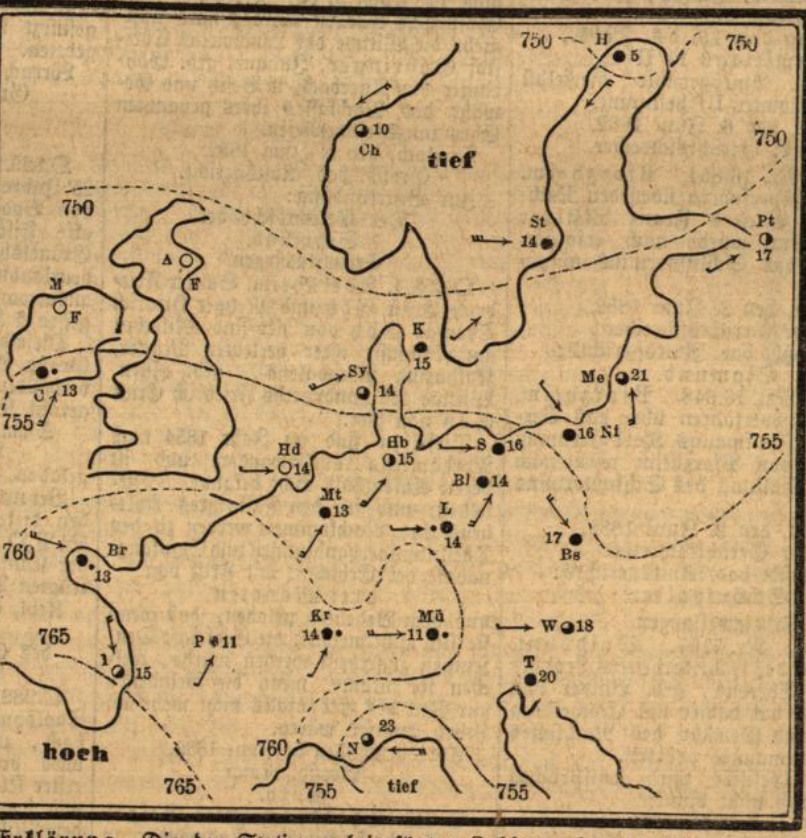 750 H 750
5
10
Ch
tief
750
750
St
14
Pt
17
A
F
M
F
K
15
Sy
14
Me
21
C 13
755
16 Nf
755
Hd
14
Hb
15
S
16
Bl 14
Mt
13
L
14
17
Bs
760
Br
13
765
P 11
Kr
14
Mü
11
W 18
1 15
T
20
hoch
765
760
N
23
755
tief
755